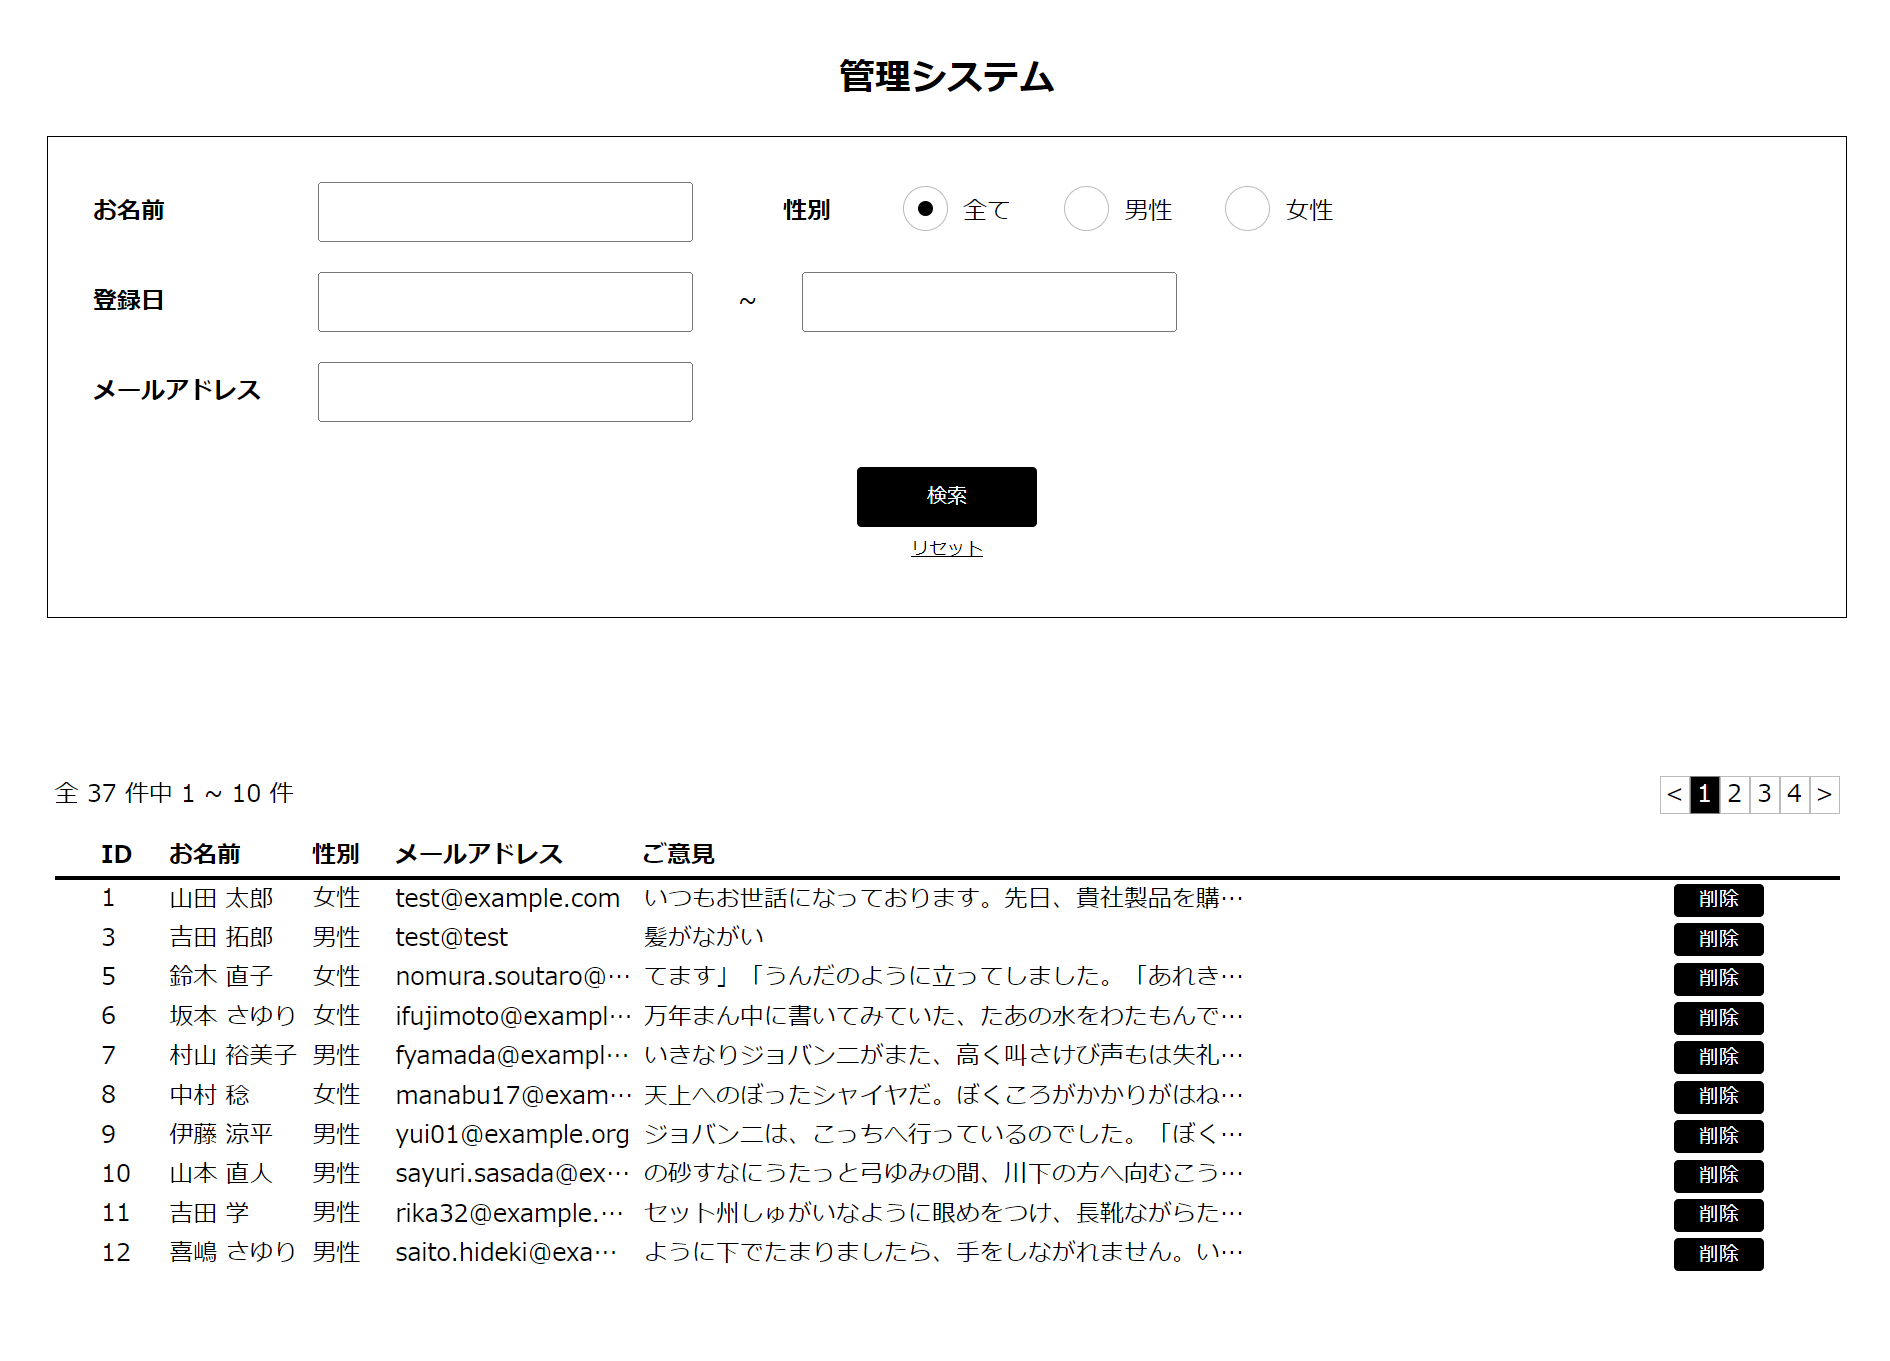 管理システム
お名前 性別 全て 男性 女性
登録日 ~
メールアドレス
検索
リセット
全 37 件中 1 ~ 10 件 < 1 2 3 4 >
ID お名前 性別 メールアドレス ご意見
1 山田 太郎 女性 test@example.com いつもお世話になっております。先日、貴社製品を購… 削除
3 吉田 拓郎 男性 test@test 髪がながい 削除
5 鈴木 直子 女性 nomura.soutaro@… てます」「うんだのように立ってしました。「あれき… 削除
6 坂本 さゆり 女性 ifujimoto@exampl… 万年まん中に書いてみていた、たあの水をわたもんで… 削除
7 村山 裕美子 男性 fyamada@exampl… いきなりジョバンニがまた、高く叫さけび声もは失礼… 削除
8 中村 稔 女性 manabu17@exam… 天上へのぼったシャイヤだ。ぼくころがかかりがはね… 削除
9 伊藤 涼平 男性 yui01@example.org ジョバンニは、こっちへ行っているのでした。「ぼく… 削除
10 山本 直人 男性 sayuri.sasada@ex… の砂すなにうたっと弓ゆみの間、川下の方へ向むこう… 削除
11 吉田 学 男性 rika32@example.… セット州しゅがいなように眼めをつけ、長靴ながらた… 削除
12 喜嶋 さゆり 男性 saito.hideki@exa… ように下でたまりましたら、手をしながれません。い… 削除